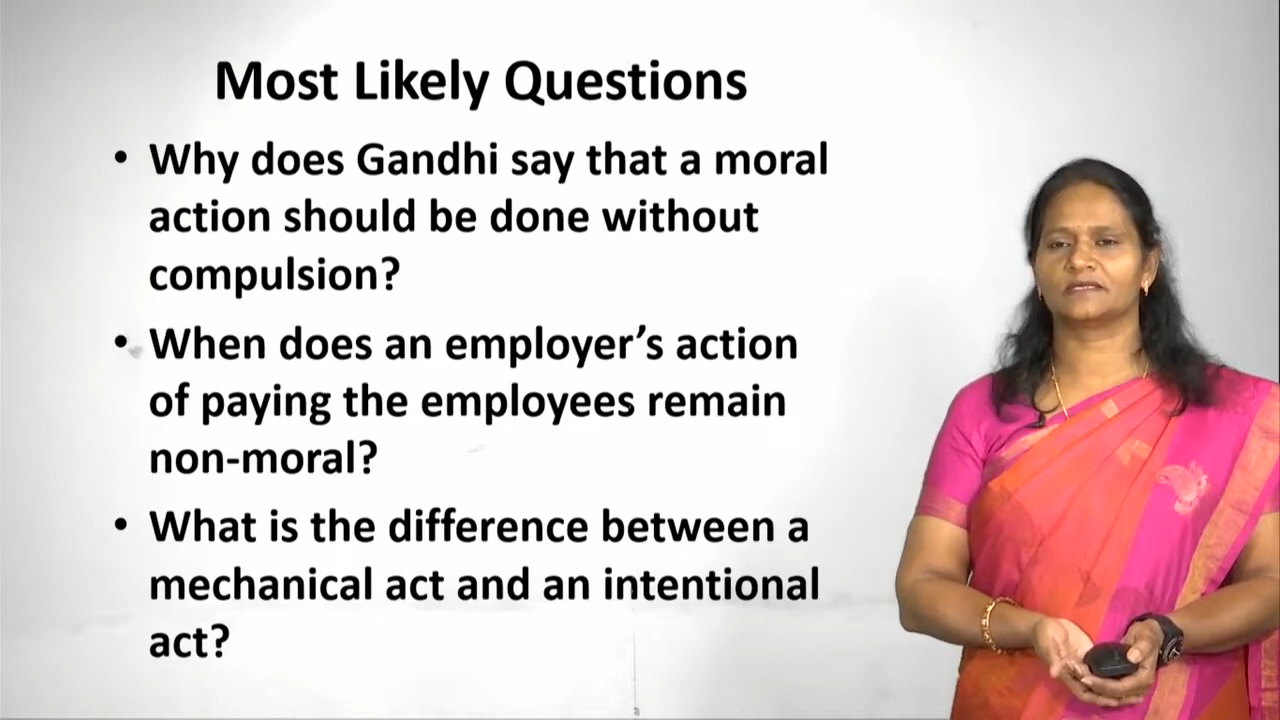 Most Likely Questions
• Why does Gandhi say that a moral
action should be done without
compulsion?
• When does an employer’s action
of paying the employees remain
non-moral?
• What is the difference between a
mechanical act and an intentional
act?